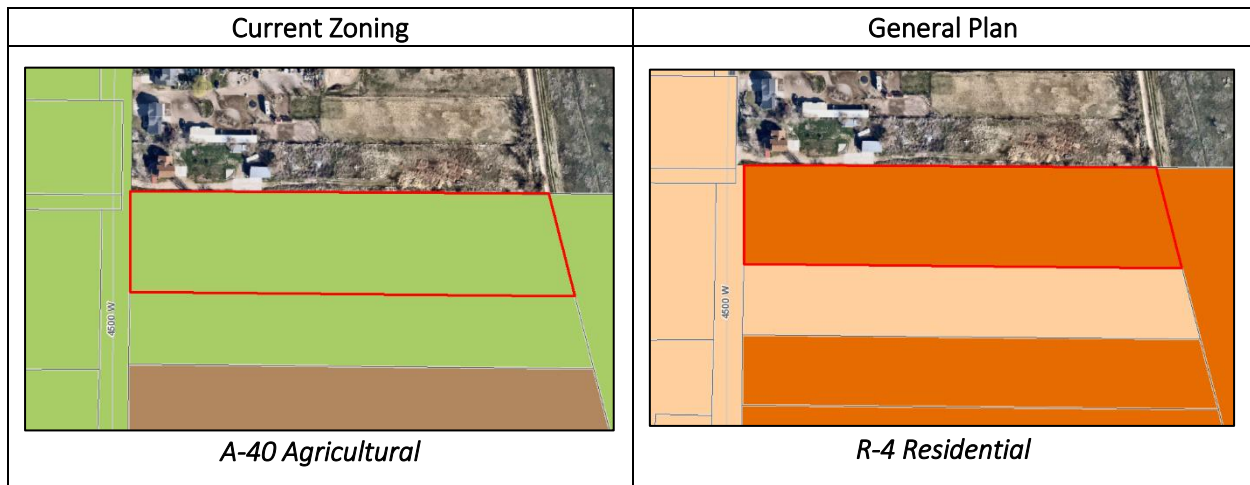 Current Zoning
General Plan
4500 W
4500 W
A-40 Agricultural
R-4 Residential